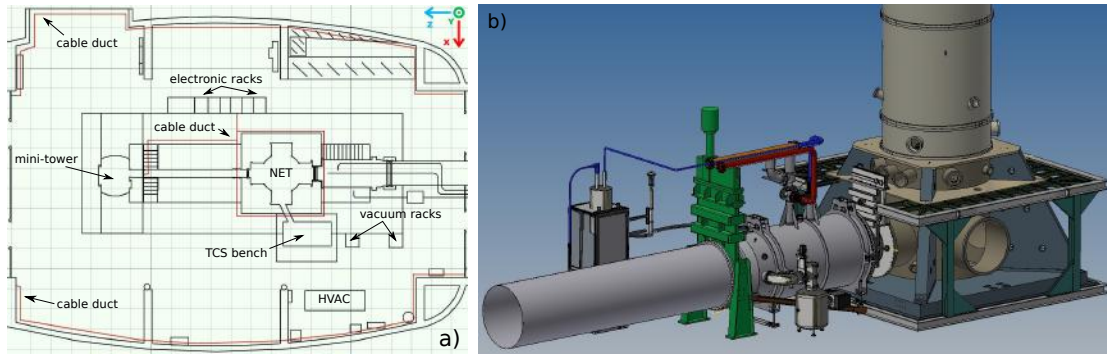 cable duct
Z
Y
X
b)
electronic racks
cable duct
mini-tower
NET
vacuum racks
TCS bench
cable duct
HVAC
a)